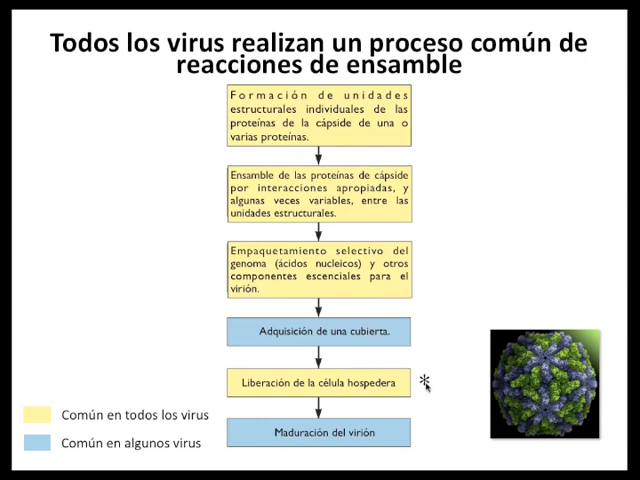 Todos los virus realizan un proceso común de
reacciones de ensamble
Formación de unidades
estructurales individuales de las
proteínas de la cápside de una o
varias proteínas.
Ensamble de las proteínas de cápside
por interacciones apropiadas, y
algunas veces variables, entre las
unidades estructurales.
Empaquetamiento selectivo del
genoma (ácidos nucleicos) y otros
componentes escenciales para el
virión.
Adquisición de una cubierta.
Liberación de la célula hospedera
*
Maduración del virión
Común en todos los virus
Común en algunos virus